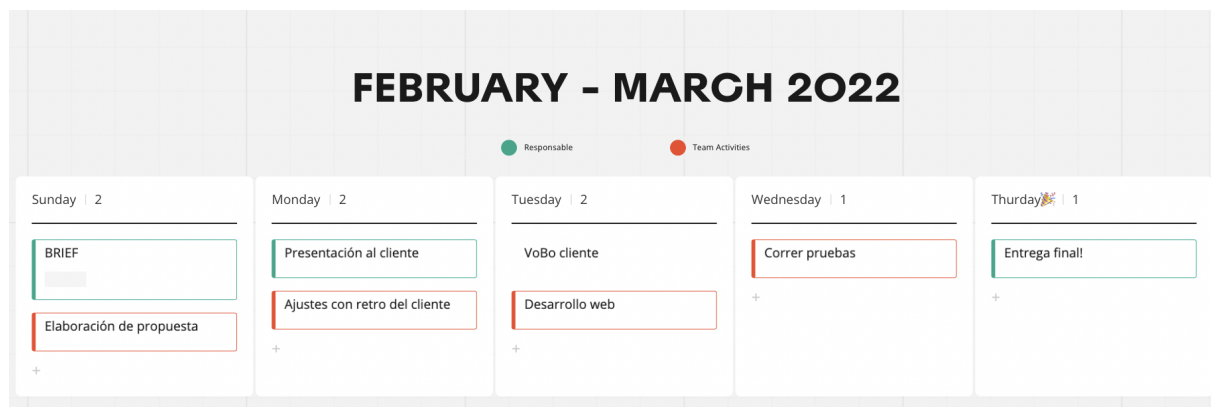 FEBRUARY - MARCH 2022
Responsable
Team Activities
Sunday | 2
BRIEF
Elaboración de propuesta
+
Monday | 2
Presentación al cliente
Ajustes con retro del cliente
+
Tuesday | 2
VoBo cliente
Desarrollo web
+
Wednesday | 1
Correr pruebas
+
Thurday🎉 | 1
Entrega final!
+